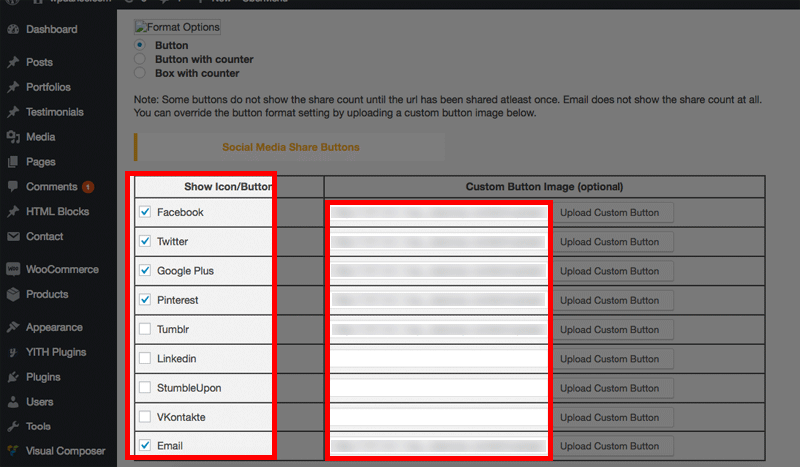 Dashboard
Posts
Portfolios
Testimonials
Media
Pages
Comments 1
HTML Blocks
Contact
WooCommerce
Products
Appearance
YITH Plugins
Plugins
Users
Tools
Visual Composer
Format Options
Button
Button with counter
Box with counter
Note: Some buttons do not show the share count until the url has been shared atleast once. Email does not show the share count at all.
You can override the button format setting by uploading a custom button image below.
Social Media Share Buttons
Show Icon/Button Custom Button Image (optional)
Facebook Upload Custom Button
Twitter Upload Custom Button
Google Plus Upload Custom Button
Pinterest Upload Custom Button
Tumblr Upload Custom Button
Linkedin Upload Custom Button
StumbleUpon Upload Custom Button
VKontakte Upload Custom Button
Email Upload Custom Button